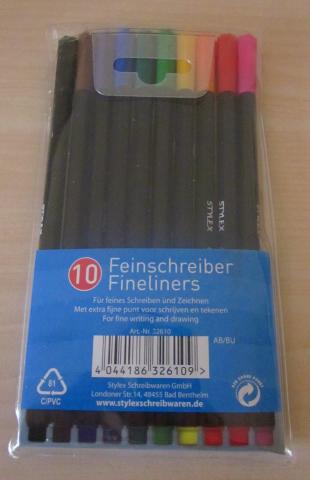 STYLEX
STYLEX
10 Feinschreiber
Fineliners
Für feines Schreiben und Zeichnen
Met extra fijne punt voor schrijven en tekenen
For fine writing and drawing
Art.-Nr. 32610
AB/BU
4 044186 326109 >
81
C/PVC
Stylex Schreibwaren GmbH
Londoner Str.14, 48455 Bad Bentheim
www.stylexschreibwaren.de